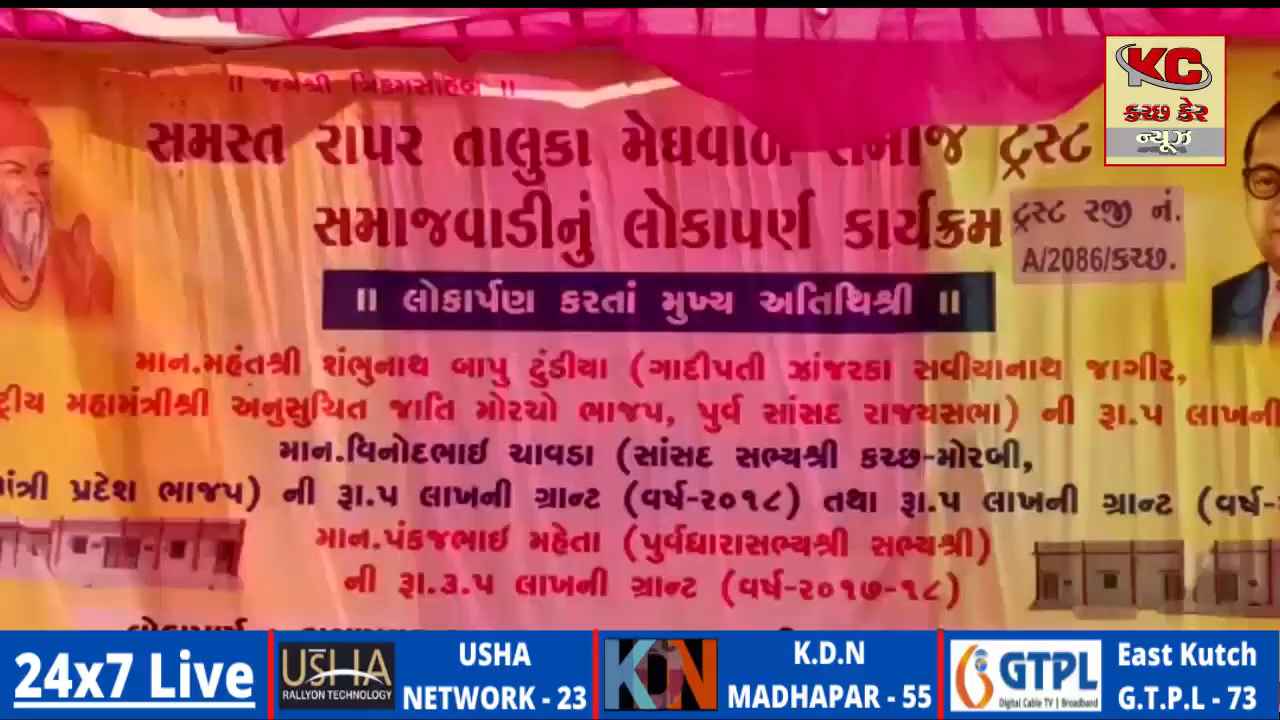 || જયશ્રી ત્રિકમસાહેબ ||
સમસ્ત રાપર તાલુકા મેઘવાળ સમાજ ટ્રસ્ટ
સમાજવાડીનું લોકાપર્ણ કાર્યક્રમ
ટ્રસ્ટ રજી નં.
A/2086/કચ્છ.
|| લોકાર્પણ કરતાં મુખ્ય અતિથિશ્રી ||
માન.મહંતશ્રી શંભુનાથ બાપુ ટુંડીયા (ગાદીપતી ઝાંજરકા સવીયાનાથ જાગીર,
મહામંત્રીશ્રી અનુસુચિત જાતિ મોરચો ભાજપ, પુર્વ સાંસદ રાજયસભા) ની રૂા.૫ લાખની
માન.વિનોદભાઇ ચાવડા (સાંસદ સભ્યશ્રી કચ્છ-મોરબી,
પ્રદેશ ભાજપ) ની રૂા.૫ લાખની ગ્રાન્ટ (વર્ષ-૨૦૧૮) તથા રૂા.૫ લાખની ગ્રાન્ટ (વર્ષ-
માન.પંકજભાઇ મહેતા (પુર્વધારાસભ્યશ્રી સભ્યશ્રી)
ની રૂા.૩.૫ લાખની ગ્રાન્ટ (વર્ષ-૨૦૧૭-૧૮)
KC
કચ્છ કેર
ન્યૂઝ
24x7 Live
USHA
RALLYON TECHNOLOGY
USHA
NETWORK - 23
KDN
K.D.N
MADHAPAR - 55
GTPL
Digital Cable TV | Broadband
East Kutch
G.T.P.L - 73